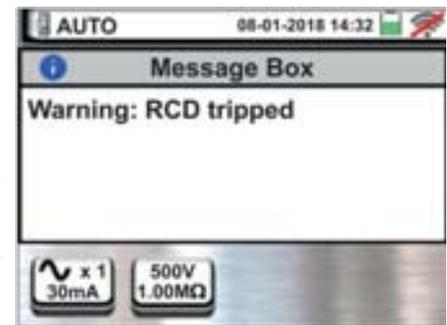 AUTO 08-01-2018 14:32
Message Box
Warning: RCD tripped
x 1
30mA
500V
1.00MΩ